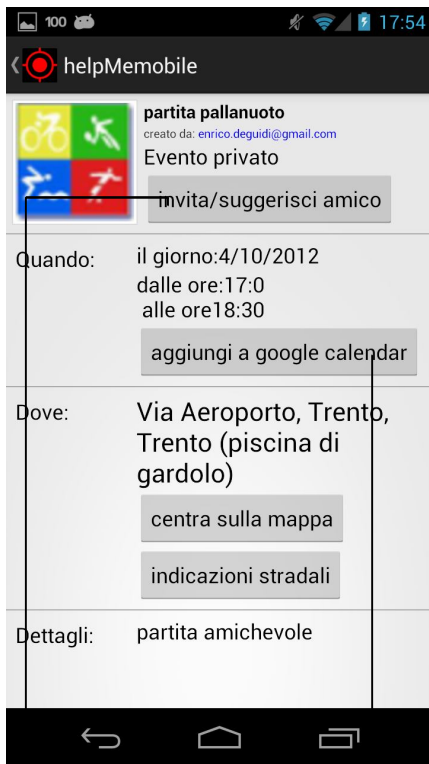 100 17:54
helpMemobile
partita pallanuoto
creato da: enrico.deguidi@gmail.com
Evento privato
invita/suggerisci amico
Quando: il giorno:4/10/2012
dalle ore:17:0
alle ore18:30
aggiungi a google calendar
Dove: Via Aeroporto, Trento,
Trento (piscina di
gardolo)
centra sulla mappa
indicazioni stradali
Dettagli: partita amichevole